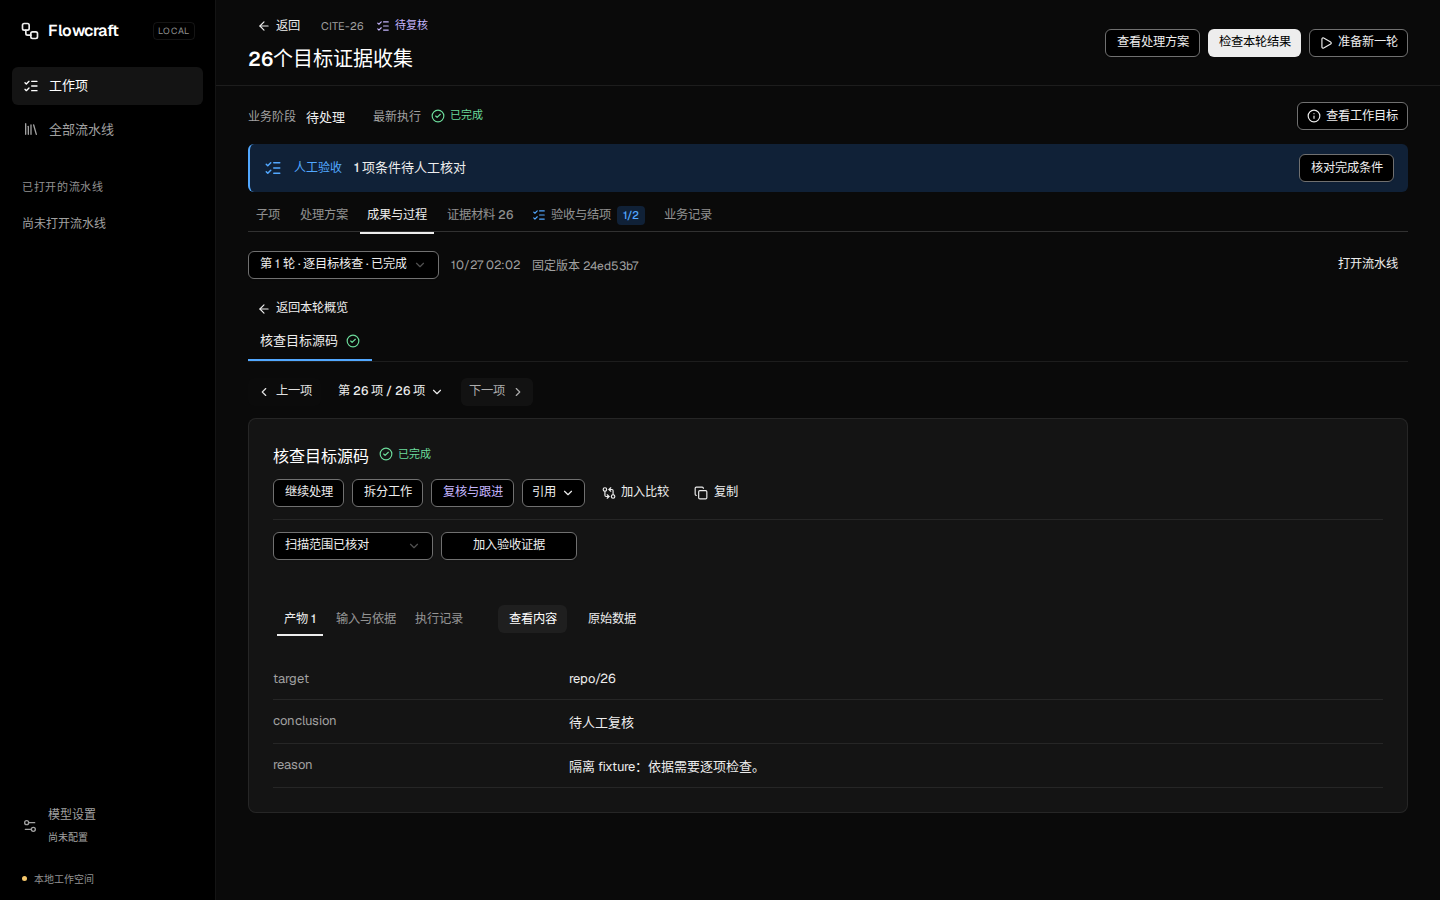 Flowcraft
LOCAL
工作项
全部流水线
已打开的流水线
尚未打开流水线
模型设置
尚未配置
本地工作空间
返回
CITE-26
待复核
26个目标证据收集
查看处理方案
检查本轮结果
准备新一轮
业务阶段
待处理
最新执行
已完成
查看工作目标
人工验收
1 项条件待人工核对
核对完成条件
子项
处理方案
成果与过程
证据材料 26
验收与结项
1/2
业务记录
第 1 轮 · 逐目标核查 · 已完成
10/27 02:02
固定版本 24ed53b7
打开流水线
返回本轮概览
核查目标源码
上一项
第 26 项 / 26 项
下一项
核查目标源码
已完成
继续处理
拆分工作
复核与跟进
引用
加入比较
复制
扫描范围已核对
加入验收证据
产物 1
输入与依据
执行记录
查看内容
原始数据
target
repo/26
conclusion
待人工复核
reason
隔离 fixture：依据需要逐项检查。